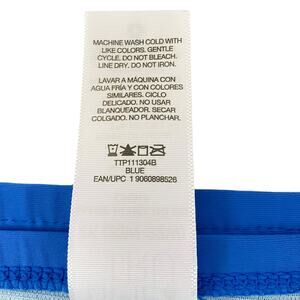 MACHINE WASH COLD WITH
LIKE COLORS. GENTLE
CYCLE. DO NOT BLEACH.
LINE DRY. DO NOT IRON.
LAVAR A MÁQUINA CON
AGUA FRÍA Y CON COLORES
SIMILARES. CICLO
DELICADO. NO USAR
BLANQUEADOR. SECAR
COLGADO. NO PLANCHAR.
TTP111304B
BLUE
EAN/UPC 1 9060898526